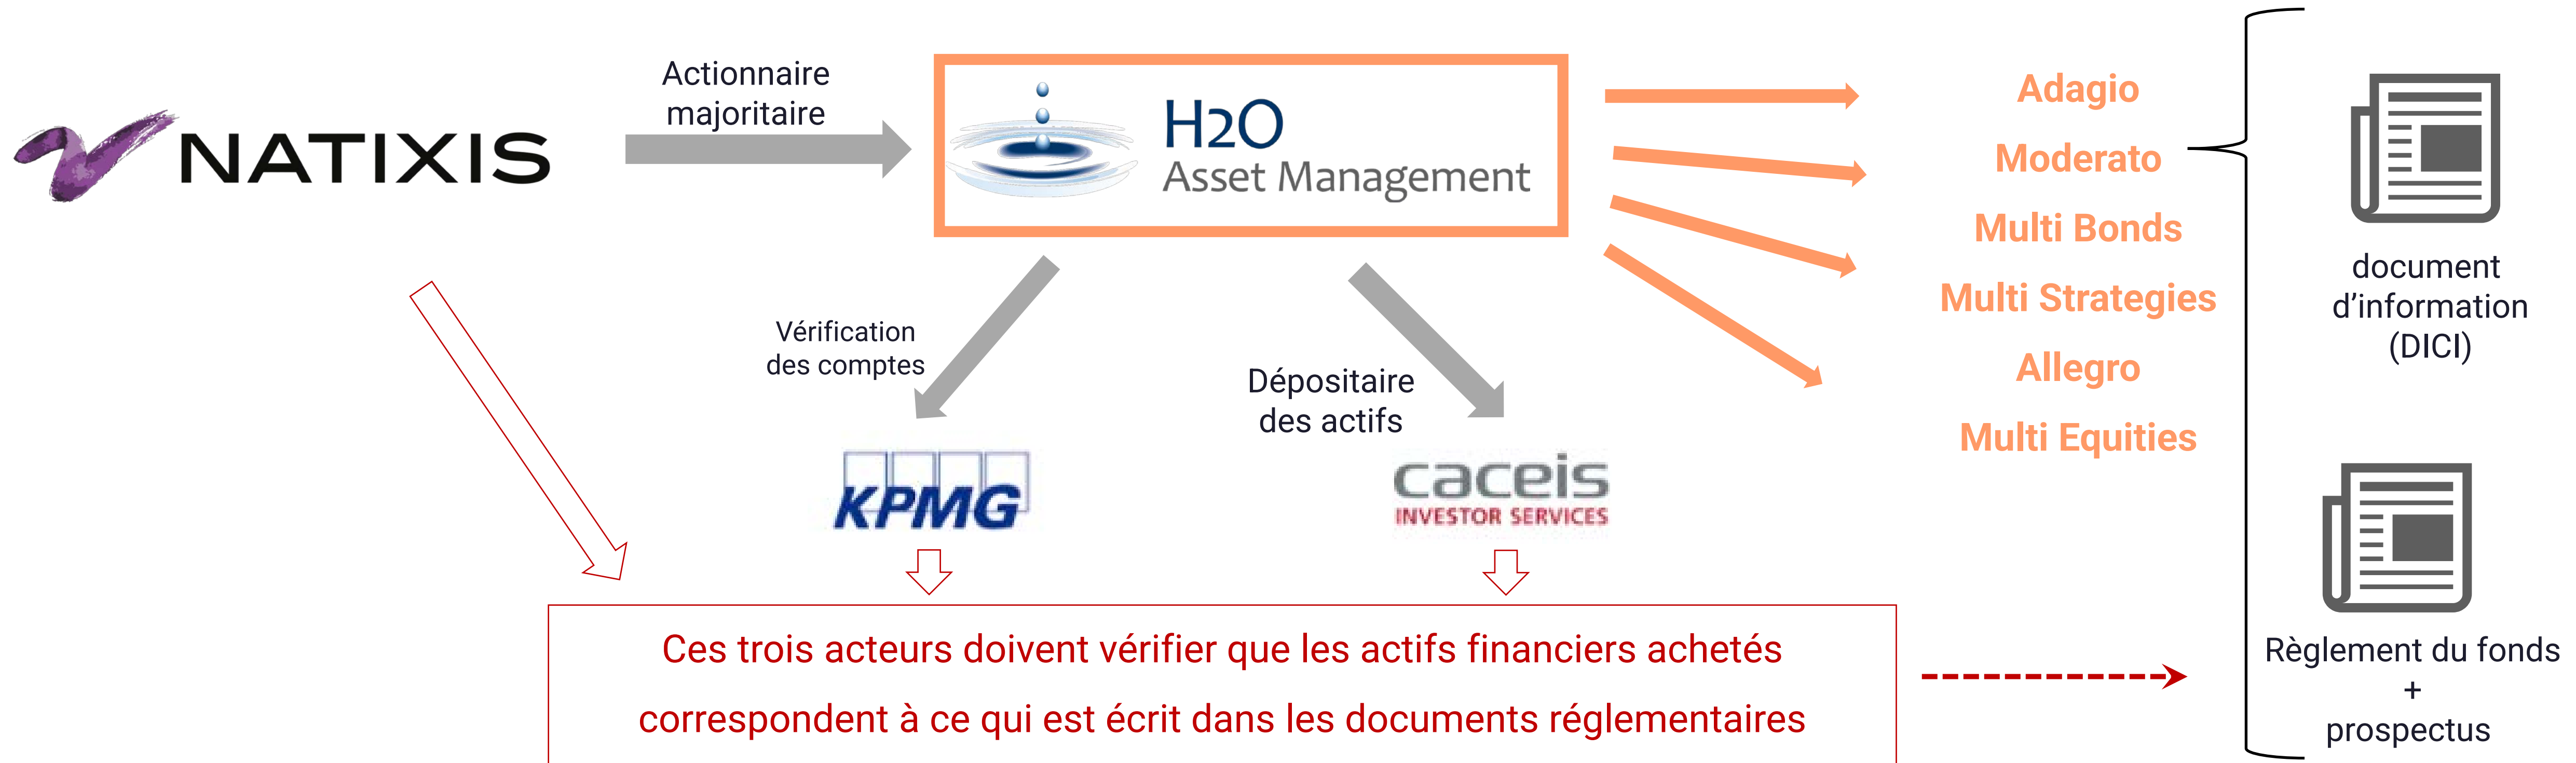 NATIXIS
Actionnaire
majoritaire
H2O
Asset Management
Adagio
Moderato
Multi Bonds
Multi Strategies
Allegro
Multi Equities
document
d’information
(DICI)
Vérification
des comptes
Dépositaire
des actifs
KPMG
caceis
INVESTOR SERVICES
Ces trois acteurs doivent vérifier que les actifs financiers achetés
correspondent à ce qui est écrit dans les documents réglementaires
Règlement du fonds
+
prospectus